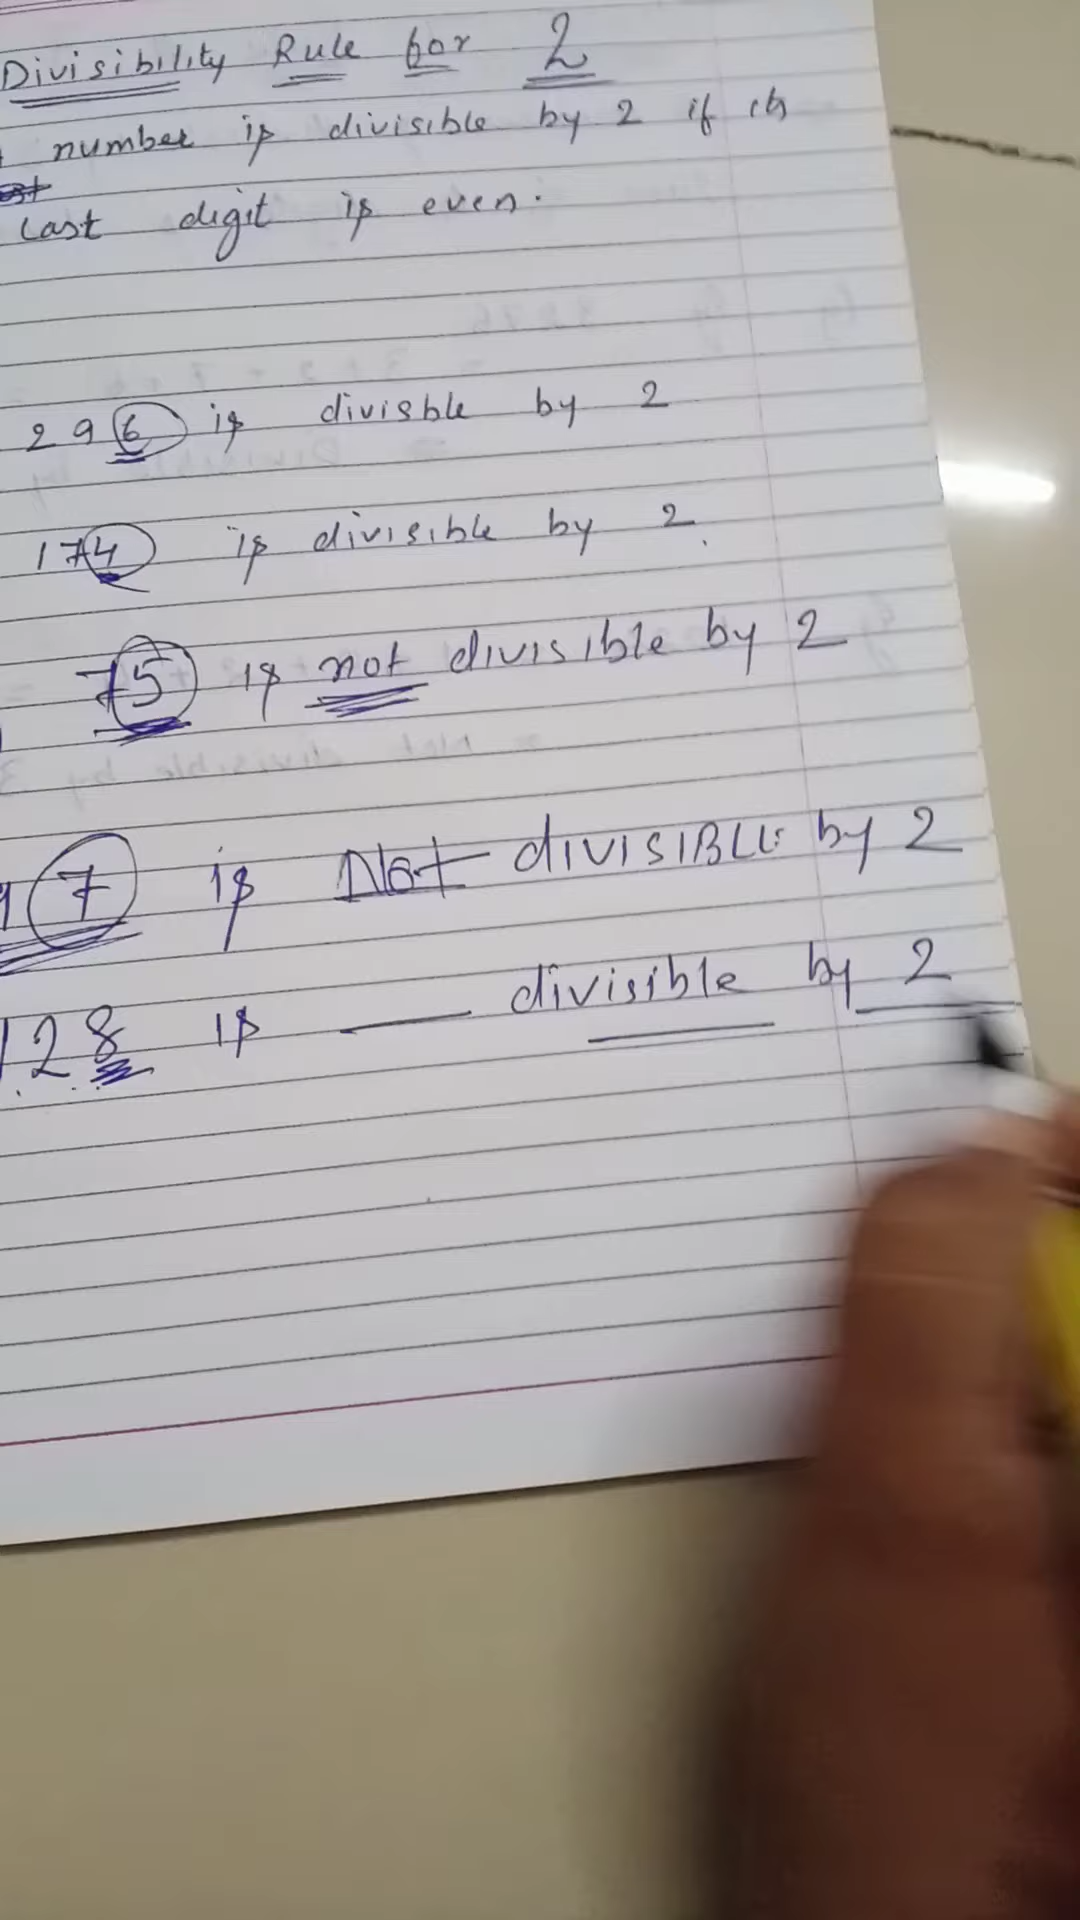 Divisibility Rule for 2
number is divisible by 2 if its
Last digit is even.
296 is divisble by 2
174 is divisible by 2.
75 is not divisible by 2
7 is Not divisible by 2
128 is — divisible by 2